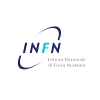 INFN
Istituto Nazionale
di Fisica Nucleare